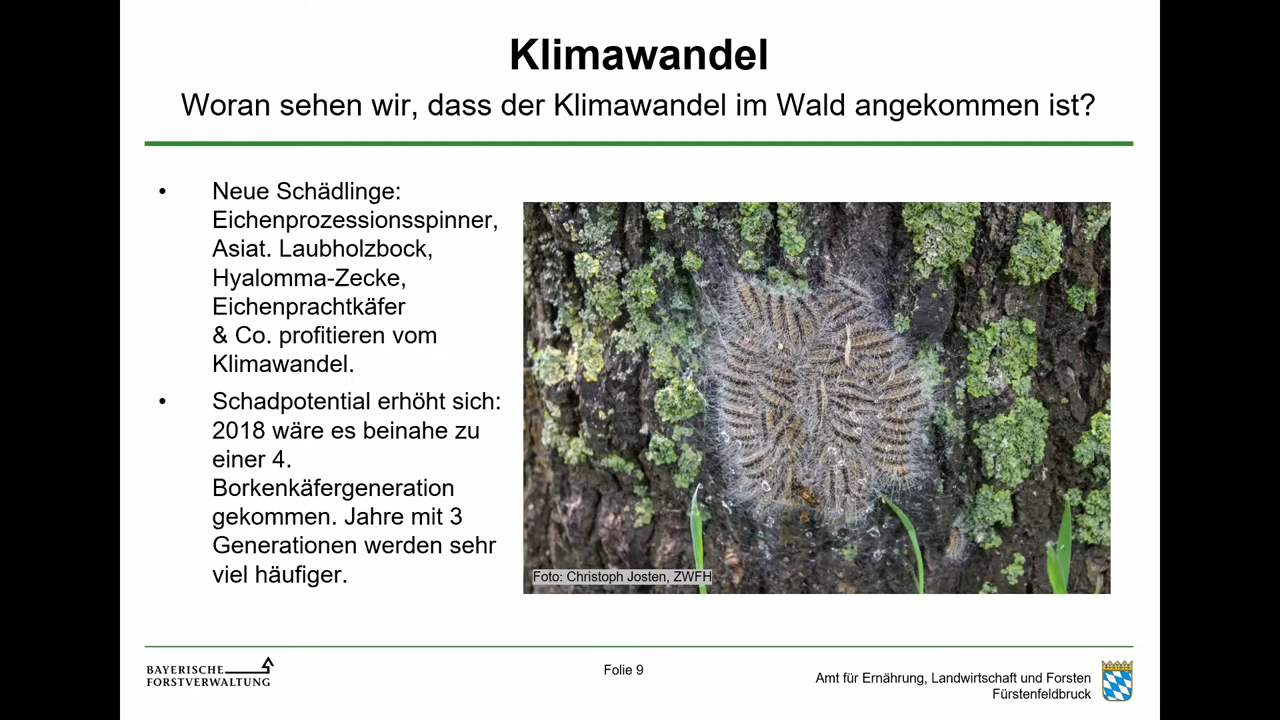 Klimawandel
Woran sehen wir, dass der Klimawandel im Wald angekommen ist?
• Neue Schädlinge:
Eichenprozessionsspinner,
Asiat. Laubholzbock,
Hyalomma-Zecke,
Eichenprachtkäfer
& Co. profitieren vom
Klimawandel.
• Schadpotential erhöht sich:
2018 wäre es beinahe zu
einer 4.
Borkenkäfergeneration
gekommen. Jahre mit 3
Generationen werden sehr
viel häufiger.
Foto: Christoph Josten, ZWFH
BAYERISCHE
FORSTVERWALTUNG
Folie 9
Amt für Ernährung, Landwirtschaft und Forsten
Fürstenfeldbruck